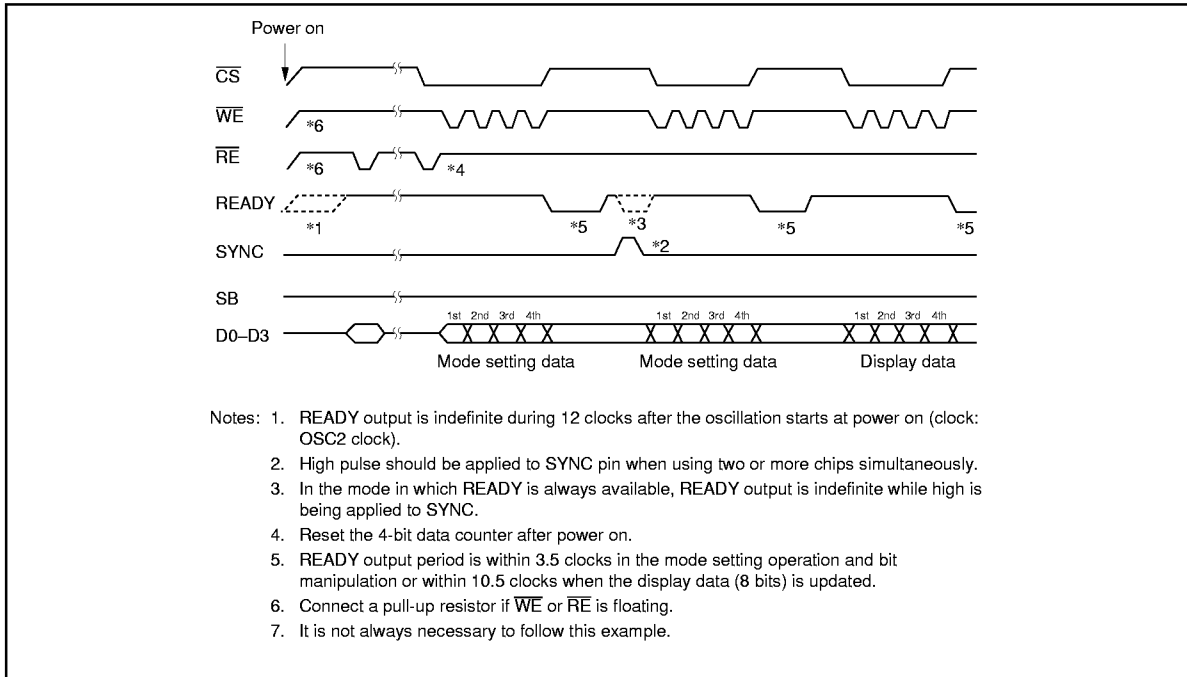 Power on
C̅S̅
W̅E̅ *6
R̅E̅ *6 *4
READY *1 *5 *3 *5 *5
SYNC *2
SB
1st 2nd 3rd 4th 1st 2nd 3rd 4th 1st 2nd 3rd 4th
D0–D3
Mode setting data Mode setting data Display data
Notes: 1. READY output is indefinite during 12 clocks after the oscillation starts at power on (clock:
OSC2 clock).
2. High pulse should be applied to SYNC pin when using two or more chips simultaneously.
3. In the mode in which READY is always available, READY output is indefinite while high is
being applied to SYNC.
4. Reset the 4-bit data counter after power on.
5. READY output period is within 3.5 clocks in the mode setting operation and bit
manipulation or within 10.5 clocks when the display data (8 bits) is updated.
6. Connect a pull-up resistor if W̅E̅ or R̅E̅ is floating.
7. It is not always necessary to follow this example.